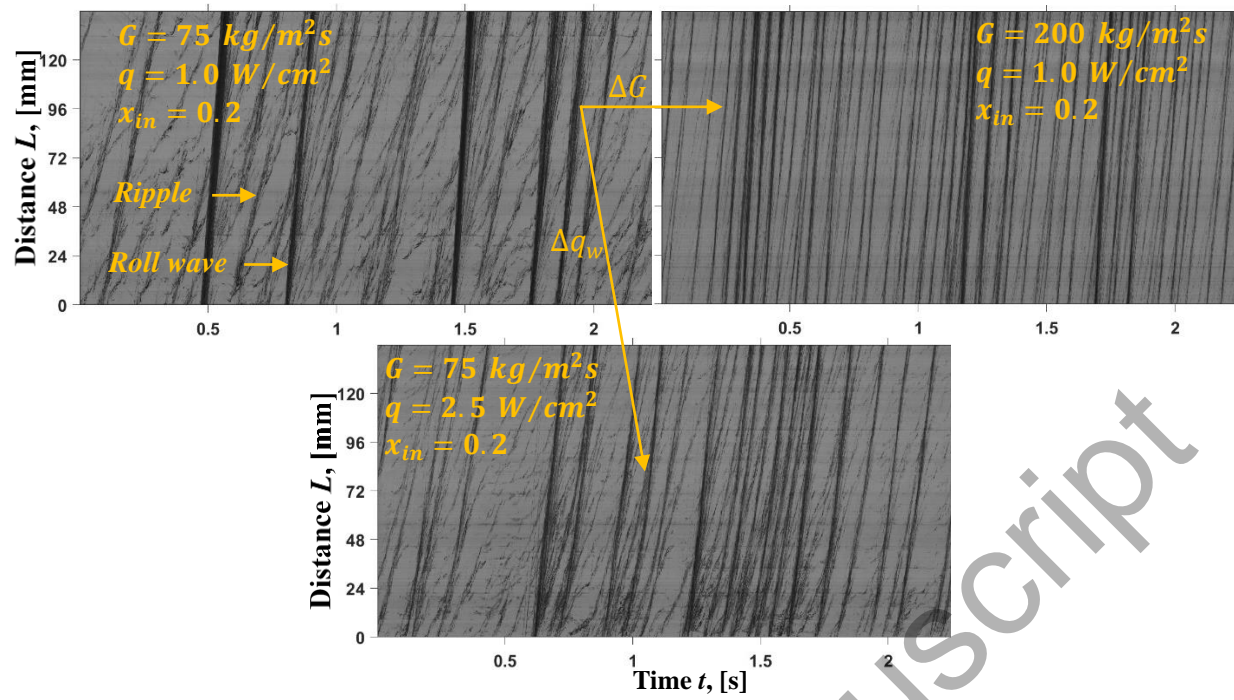 G = 75 kg/m²s
q = 1.0 W/cm²
x_in = 0.2
Ripple
Roll wave
Distance L, [mm]
120
96
72
48
24
0
0.5 1 1.5 2
ΔG
Δq_w
G = 200 kg/m²s
q = 1.0 W/cm²
x_in = 0.2
0.5 1 1.5 2
G = 75 kg/m²s
q = 2.5 W/cm²
x_in = 0.2
Distance L, [mm]
120
96
72
48
24
0
0.5 1 1.5 2
Time t, [s]
uscript